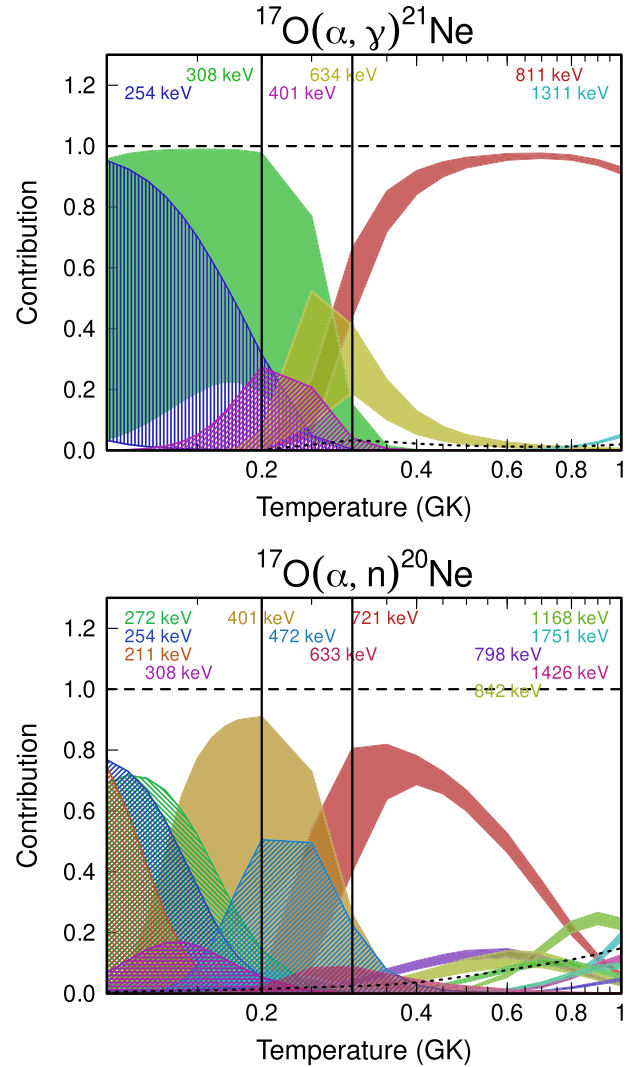 17O(α, γ)21Ne
308 keV 634 keV 811 keV
254 keV 401 keV 1311 keV
1.2
1.0
0.8
0.6
0.4
0.2
0.0
Contribution
0.2 0.4 0.6 0.8 1
Temperature (GK)
17O(α, n)20Ne
272 keV 401 keV 721 keV 1168 keV
254 keV 472 keV 1751 keV
211 keV 633 keV 798 keV
308 keV 1426 keV
842 keV
1.2
1.0
0.8
0.6
0.4
0.2
0.0
Contribution
0.2 0.4 0.6 0.8 1
Temperature (GK)